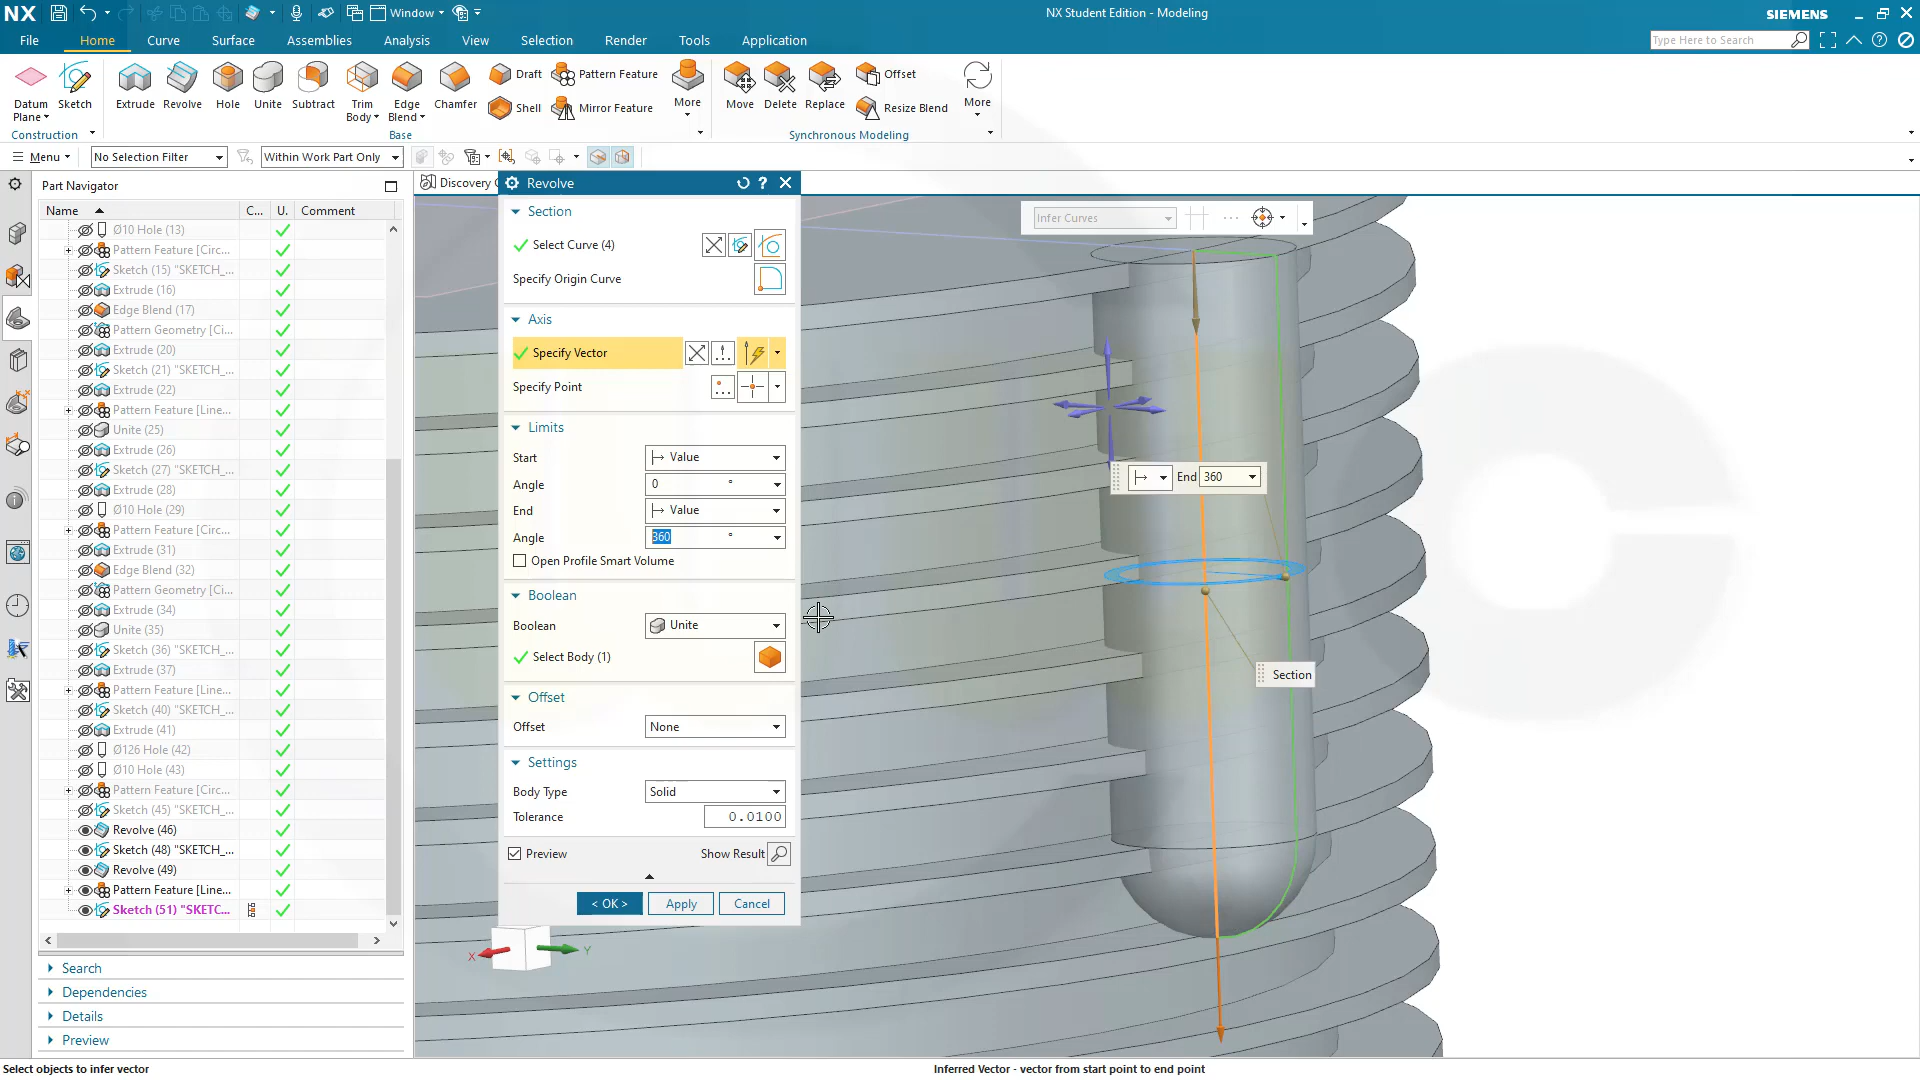 NX
Window
NX Student Edition - Modeling
SIEMENS
File Home Curve Surface Assemblies Analysis View Selection Render Tools Application
Type Here to Search
Datum Plane
Sketch
Extrude
Revolve
Hole
Unite
Subtract
Trim Body
Edge Blend
Chamfer
Draft
Shell
Pattern Feature
Mirror Feature
More
Move
Delete
Replace
Offset
Resize Blend
More
Construction
Base
Synchronous Modeling
Menu
No Selection Filter
Within Work Part Only
Part Navigator
Name C... U. Comment
Ø10 Hole (13)
Pattern Feature [Circ...
Sketch (15) "SKETCH_...
Extrude (16)
Edge Blend (17)
Pattern Geometry [Ci...
Extrude (20)
Sketch (21) "SKETCH_...
Extrude (22)
Pattern Feature [Line...
Unite (25)
Extrude (26)
Sketch (27) "SKETCH_...
Extrude (28)
Ø10 Hole (29)
Pattern Feature [Circ...
Extrude (31)
Edge Blend (32)
Pattern Geometry [Ci...
Extrude (34)
Unite (35)
Sketch (36) "SKETCH_...
Extrude (37)
Pattern Feature [Line...
Sketch (40) "SKETCH_...
Extrude (41)
Ø126 Hole (42)
Ø10 Hole (43)
Pattern Feature [Circ...
Sketch (45) "SKETCH_...
Revolve (46)
Sketch (48) "SKETCH_...
Revolve (49)
Pattern Feature [Line...
Sketch (51) "SKETC...
Search
Dependencies
Details
Preview
Discovery
Revolve
Section
Select Curve (4)
Specify Origin Curve
Axis
Specify Vector
Specify Point
Limits
Start Value
Angle 0 °
End Value
Angle 360 °
Open Profile Smart Volume
Boolean
Boolean Unite
Select Body (1)
Offset
Offset None
Settings
Body Type Solid
Tolerance 0.0100
Preview
Show Result
< OK > Apply Cancel
Infer Curves
End 360
Section
X
Y
Select objects to infer vector
Inferred Vector - vector from start point to end point